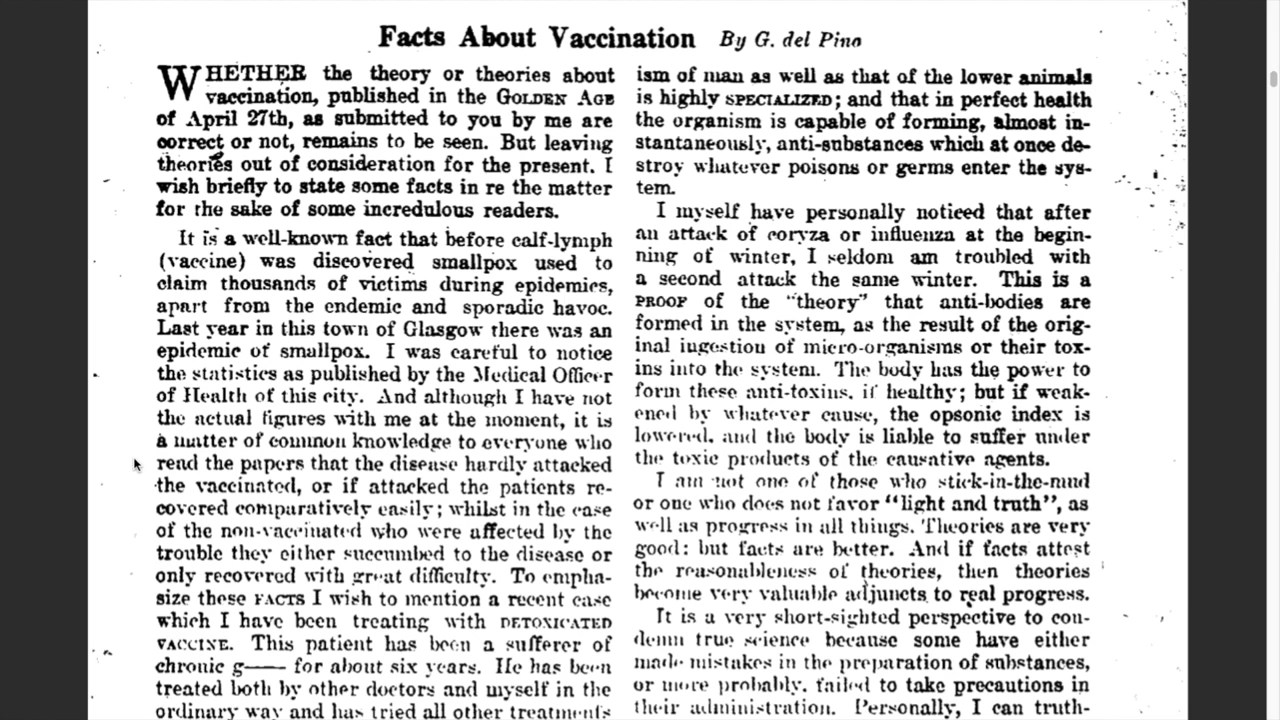 Facts About Vaccination By G. del Pino
WHETHER the theory or theories about
vaccination, published in the GOLDEN AGE
of April 27th, as submitted to you by me are
correct or not, remains to be seen. But leaving
theories out of consideration for the present. I
wish briefly to state some facts in re the matter
for the sake of some incredulous readers.
It is a well-known fact that before calf-lymph
(vaccine) was discovered smallpox used to
claim thousands of victims during epidemics,
apart from the endemic and sporadic havoc.
Last year in this town of Glasgow there was an
epidemic of smallpox. I was careful to notice
the statistics as published by the Medical Officer
of Health of this city. And although I have not
the actual figures with me at the moment, it is
a matter of common knowledge to everyone who
read the papers that the disease hardly attacked
the vaccinated, or if attacked the patients re-
covered comparatively easily; whilst in the case
of the non-vaccinated who were affected by the
trouble they either succumbed to the disease or
only recovered with great difficulty. To empha-
size these FACTS I wish to mention a recent case
which I have been treating with DETOXICATED
VACCINE. This patient has been a sufferer of
chronic g—— for about six years. He has been
treated both by other doctors and myself in the
ordinary way and has tried all other treatments
ism of man as well as that of the lower animals
is highly SPECIALIZED; and that in perfect health
the organism is capable of forming, almost in-
stantaneously, anti-substances which at once de-
stroy whatever poisons or germs enter the sys-
tem.
I myself have personally noticed that after
an attack of coryza or influenza at the begin-
ning of winter, I seldom am troubled with
a second attack the same winter. This is a
PROOF of the "theory" that anti-bodies are
formed in the system, as the result of the orig-
inal ingestion of micro-organisms or their tox-
ins into the system. The body has the power to
form these anti-toxins, if healthy; but if weak-
ened by whatever cause, the opsonic index is
lowered, and the body is liable to suffer under
the toxic products of the causative agents.
I am not one of those who stick-in-the-mud
or one who does not favor "light and truth", as
well as progress in all things. Theories are very
good: but facts are better. And if facts attest
the reasonableness of theories, then theories
become very valuable adjuncts to real progress.
It is a very short-sighted perspective to con-
demn true science because some have either
made mistakes in the preparation of substances,
or more probably, failed to take precautions in
their administration. Personally, I can truth-